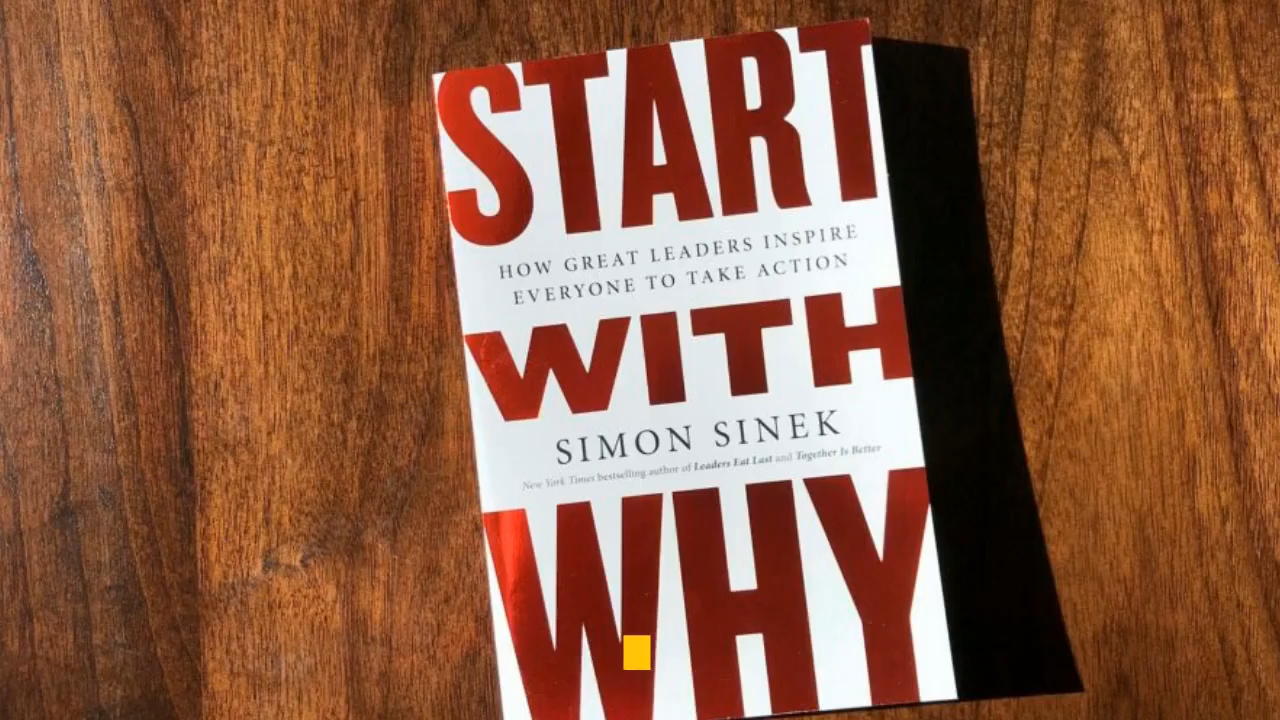 START
HOW GREAT LEADERS INSPIRE
EVERYONE TO TAKE ACTION
WITH
SIMON SINEK
New York Times bestselling author of Leaders Eat Last and Together Is Better
WHY